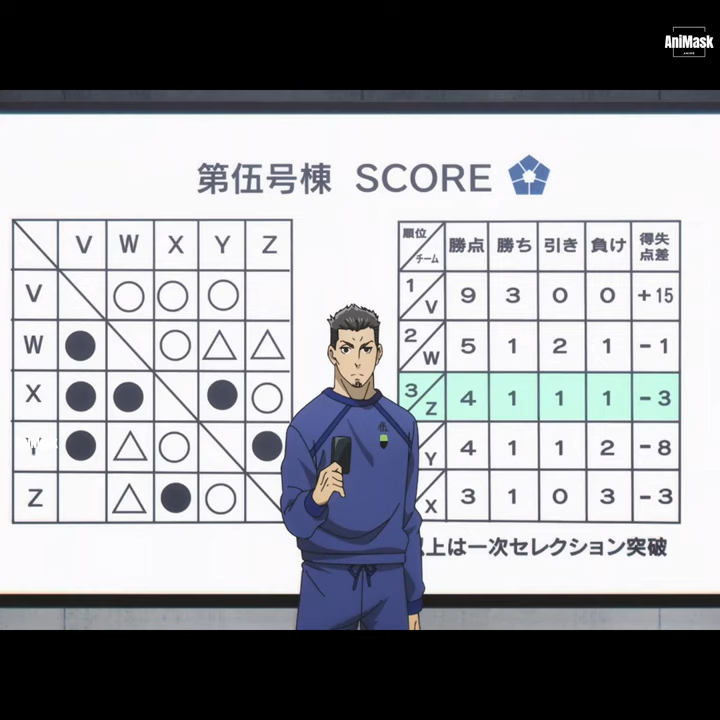 AniMask
ANIME
第伍号棟 SCORE
V W X Y Z
V ○ ○ ○
W ● ○ △ △
X ● ● ● ○
● △ ○ ●
Z △ ● ○
順位 チーム 勝点 勝ち 引き 負け 得失点差
1 V 9 3 0 0 +15
2 W 5 1 2 1 -1
3 Z 4 1 1 1 -3
Y 4 1 1 2 -8
X 3 1 0 3 -3
上は一次セレクション突破
伍